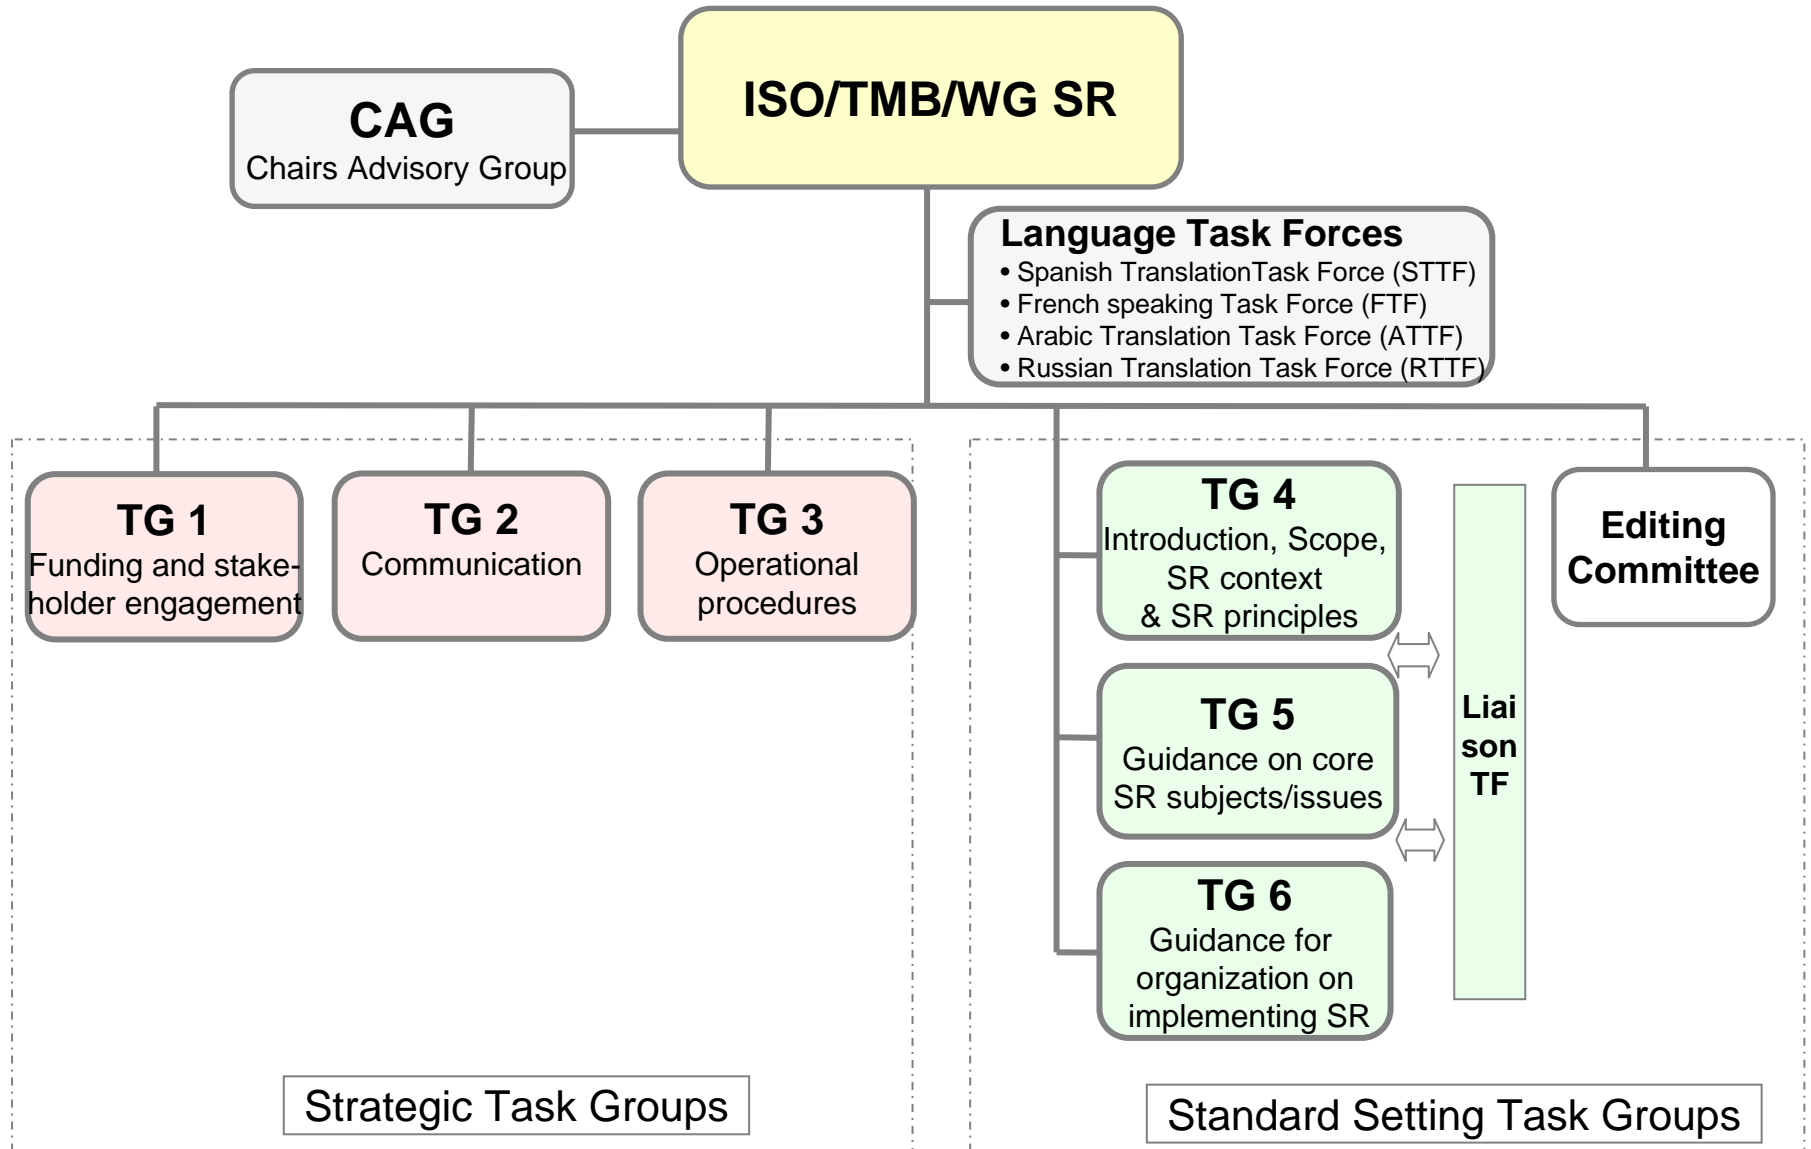 ISO/TMB/WG SR
CAG
Chairs Advisory Group
Language Task Forces
• Spanish TranslationTask Force (STTF)
• French speaking Task Force (FTF)
• Arabic Translation Task Force (ATTF)
• Russian Translation Task Force (RTTF)
TG 1
Funding and stake-
holder engagement
TG 2
Communication
TG 3
Operational
procedures
TG 4
Introduction, Scope,
SR context
& SR principles
TG 5
Guidance on core
SR subjects/issues
TG 6
Guidance for
organization on
implementing SR
Liai
son
TF
Editing
Committee
Strategic Task Groups
Standard Setting Task Groups